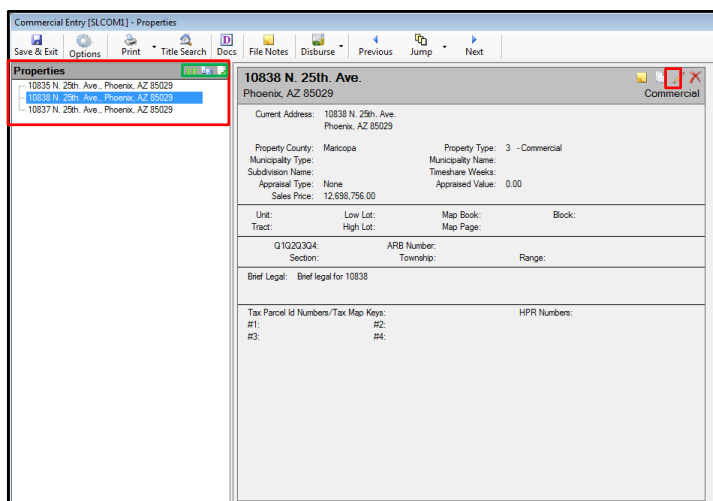 Commercial Entry [SLCOM1] - Properties
Save & Exit Options Print Title Search Docs File Notes Disburse Previous Jump Next
Properties
10835 N. 25th. Ave., Phoenix, AZ 85029
10838 N. 25th. Ave., Phoenix, AZ 85029
10837 N. 25th. Ave., Phoenix, AZ 85029
10838 N. 25th. Ave.
Phoenix, AZ 85029 Commercial
Current Address: 10838 N. 25th. Ave.
Phoenix, AZ 85029
Property County: Maricopa Property Type: 3 - Commercial
Municipality Type: Municipality Name:
Subdivision Name: Timeshare Weeks:
Appraisal Type: None Appraised Value: 0.00
Sales Price: 12,698,756.00
Unit: Low Lot: Map Book: Block:
Tract: High Lot: Map Page:
Q1Q2Q3Q4: ARB Number:
Section: Township: Range:
Brief Legal: Brief legal for 10838
Tax Parcel Id Numbers/Tax Map Keys: HPR Numbers:
#1: #2:
#3: #4: